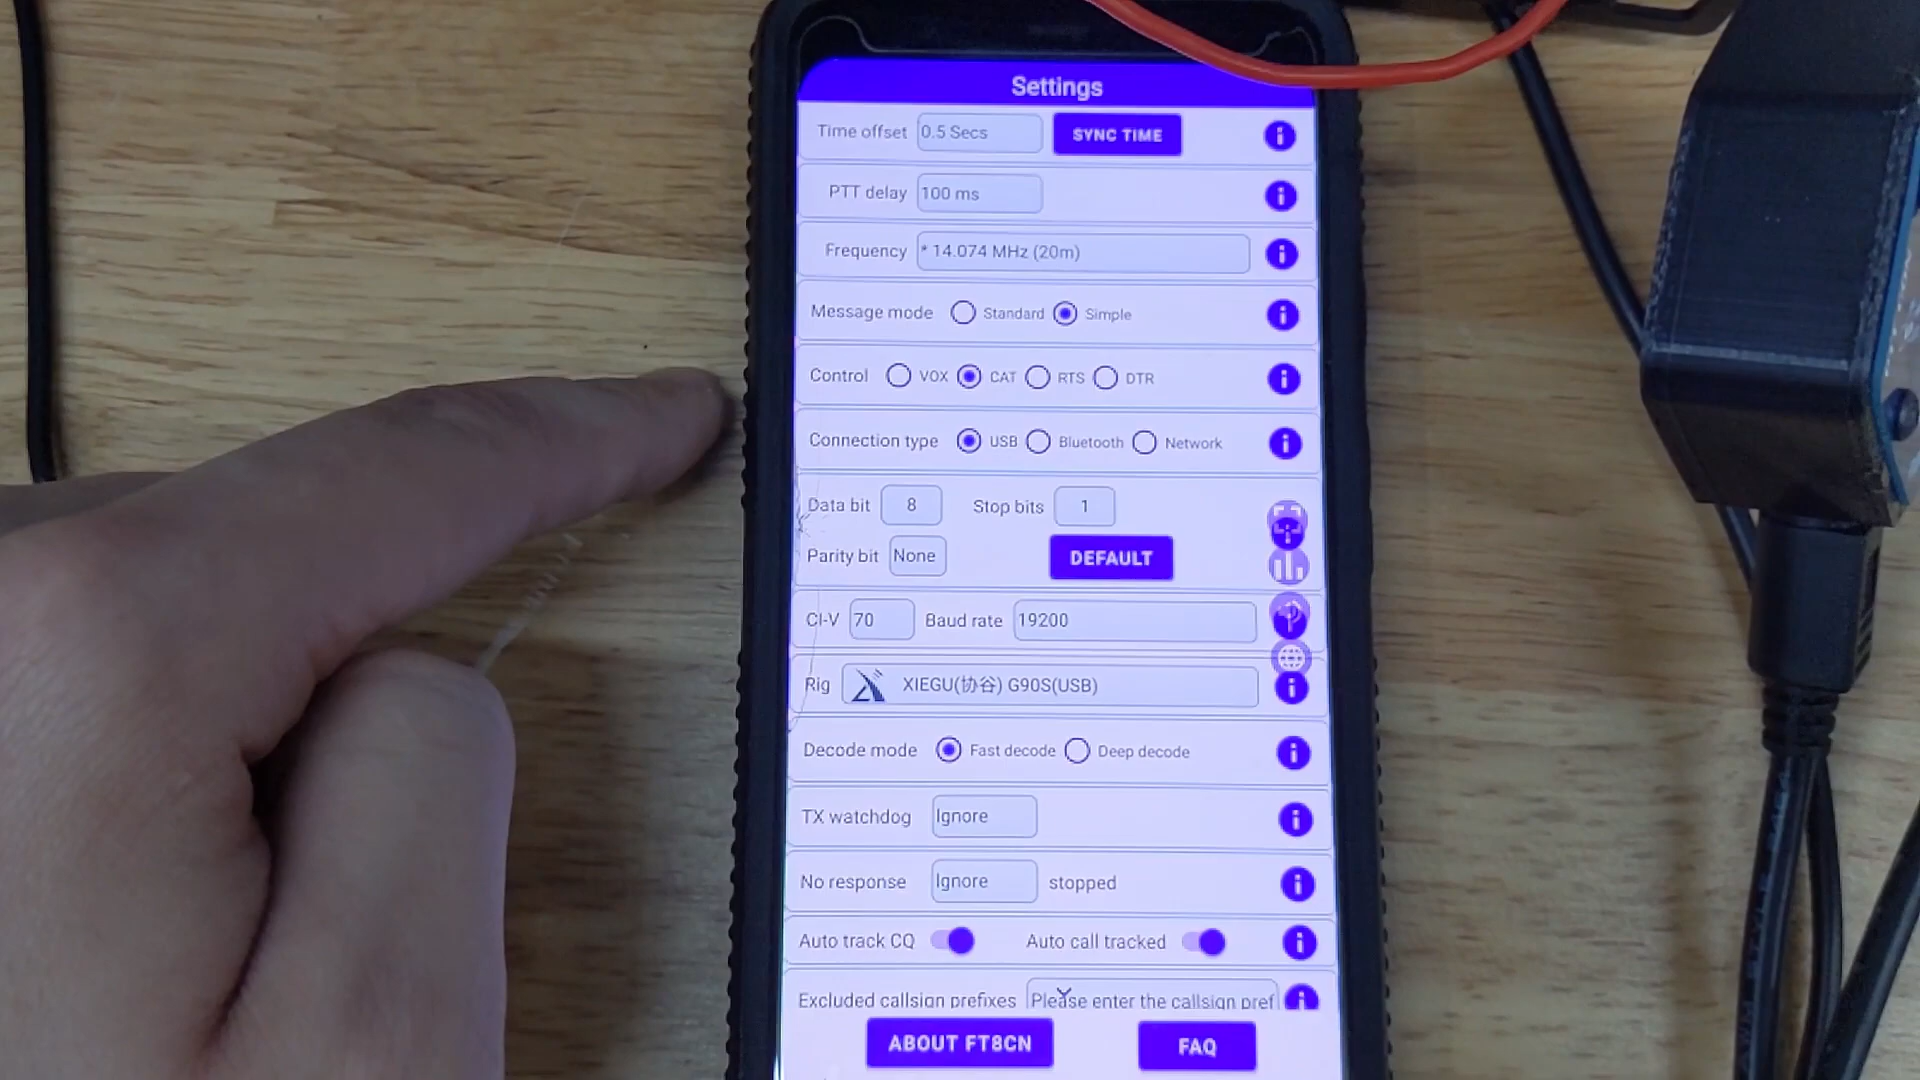 Settings
Time offset 0.5 Secs SYNC TIME
PTT delay 100 ms
Frequency * 14.074 MHz (20m)
Message mode Standard Simple
Control VOX CAT RTS DTR
Connection type USB Bluetooth Network
Data bit 8 Stop bits 1
Parity bit None DEFAULT
CI-V 70 Baud rate 19200
Rig XIEGU(协谷) G90S(USB)
Decode mode Fast decode Deep decode
TX watchdog Ignore
No response Ignore stopped
Auto track CQ Auto call tracked
Excluded callsign prefixes Please enter the callsign pref
ABOUT FT8CN FAQ